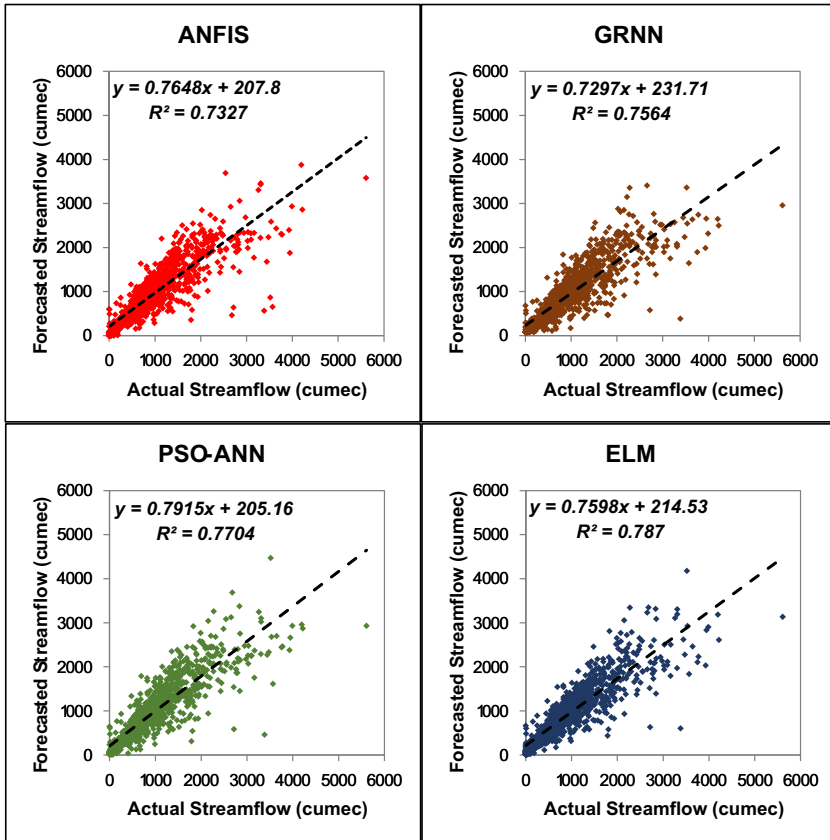 ANFIS
y = 0.7648x + 207.8
R² = 0.7327
6000
5000
4000
3000
2000
1000
0
Forecasted Streamflow (cumec)
0 1000 2000 3000 4000 5000 6000
Actual Streamflow (cumec)
GRNN
y = 0.7297x + 231.71
R² = 0.7564
6000
5000
4000
3000
2000
1000
0
Forecasted Streamflow (cumec)
0 1000 2000 3000 4000 5000 6000
Actual Streamflow (cumec)
PSO-ANN
y = 0.7915x + 205.16
R² = 0.7704
6000
5000
4000
3000
2000
1000
0
Forecasted Streamflow (cumec)
0 1000 2000 3000 4000 5000 6000
Actual Streamflow (cumec)
ELM
y = 0.7598x + 214.53
R² = 0.787
6000
5000
4000
3000
2000
1000
0
Forecasted Streamflow (cumec)
0 1000 2000 3000 4000 5000 6000
Actual Streamflow (cumec)